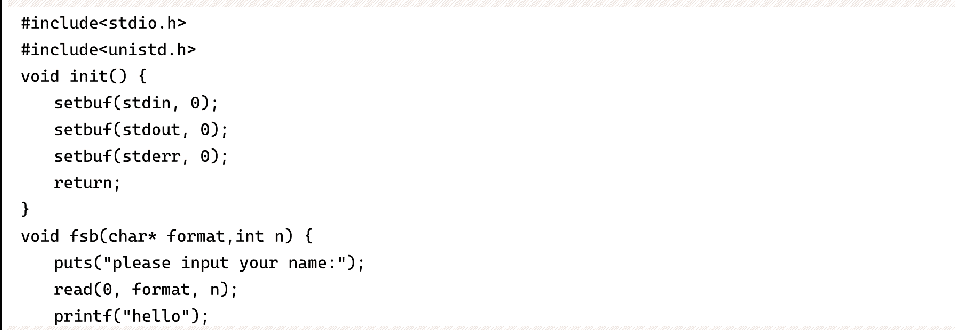 #include<stdio.h>
#include<unistd.h>
void init() {
    setbuf(stdin, 0);
    setbuf(stdout, 0);
    setbuf(stderr, 0);
    return;
}
void fsb(char* format,int n) {
    puts("please input your name:");
    read(0, format, n);
    printf("hello");